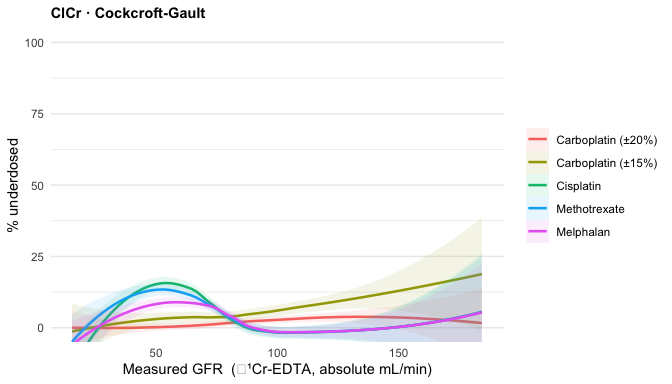 ClCr · Cockcroft-Gault
100
75
50
25
0
% underdosed
50
100
150
Measured GFR (□¹Cr-EDTA, absolute mL/min)
Carboplatin (±20%)
Carboplatin (±15%)
Cisplatin
Methotrexate
Melphalan